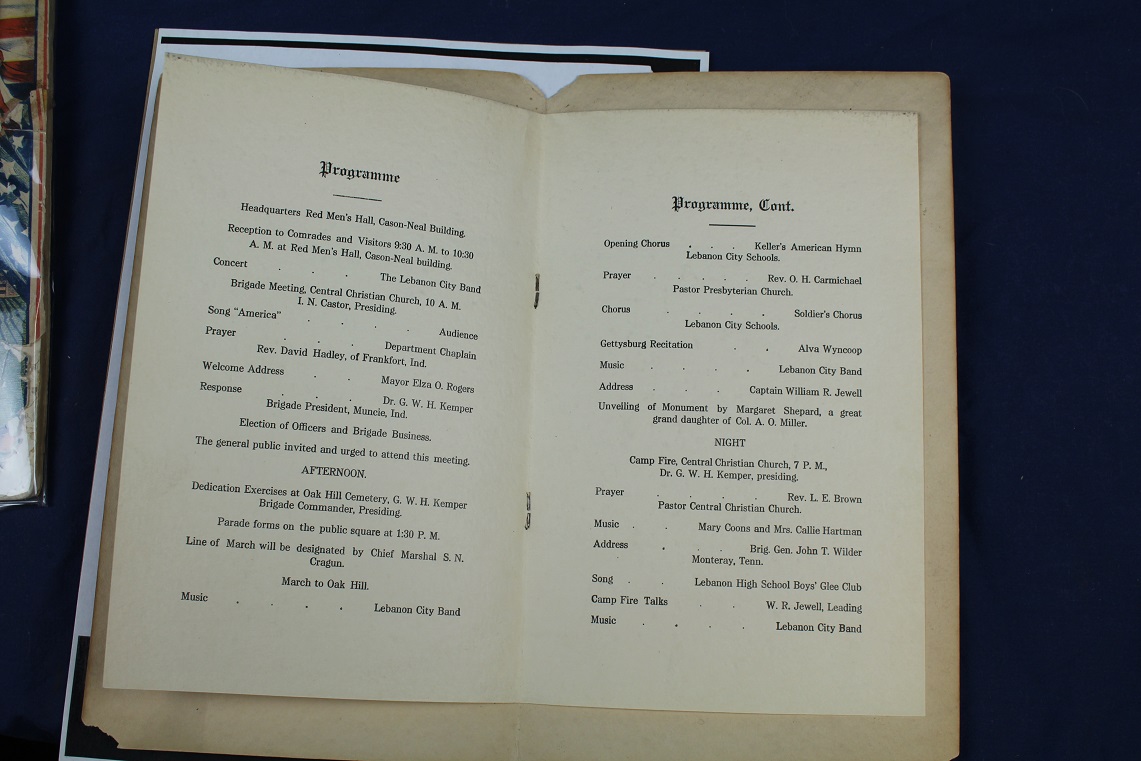 Programme
Headquarters Red Men's Hall, Cason-Neal Building.
Reception to Comrades and Visitors 9:30 A. M. to 10:30
A. M. at Red Men's Hall, Cason-Neal building.
Concert . . . The Lebanon City Band
Brigade Meeting, Central Christian Church, 10 A. M.
I. N. Castor, Presiding.
Song "America" . . . . Audience
Prayer . . . Department Chaplain
Rev. David Hadley, of Frankfort, Ind.
Welcome Address . . Mayor Elza O. Rogers
Response . . . Dr. G. W. H. Kemper
Brigade President, Muncie, Ind.
Election of Officers and Brigade Business.
The general public invited and urged to attend this meeting.
AFTERNOON.
Dedication Exercises at Oak Hill Cemetery, G. W. H. Kemper
Brigade Commander, Presiding.
Parade forms on the public square at 1:30 P. M.
Line of March will be designated by Chief Marshal S. N.
Cragun.
March to Oak Hill.
Music . . . . Lebanon City Band
Programme, Cont.
Opening Chorus . . . Keller's American Hymn
Lebanon City Schools.
Prayer . . . . . Rev. O. H. Carmichael
Pastor Presbyterian Church.
Chorus . . . . Soldier's Chorus
Lebanon City Schools.
Gettysburg Recitation . . Alva Wyncoop
Music . . . . Lebanon City Band
Address . . . Captain William R. Jewell
Unveiling of Monument by Margaret Shepard, a great
grand daughter of Col. A. O. Miller.
NIGHT
Camp Fire, Central Christian Church, 7 P. M.,
Dr. G. W. H. Kemper, presiding.
Prayer . . . . Rev. L. E. Brown
Pastor Central Christian Church.
Music . . Mary Coons and Mrs. Callie Hartman
Address . . . Brig. Gen. John T. Wilder
Monteray, Tenn.
Song . . Lebanon High School Boys' Glee Club
Camp Fire Talks . . W. R. Jewell, Leading
Music . . . . Lebanon City Band